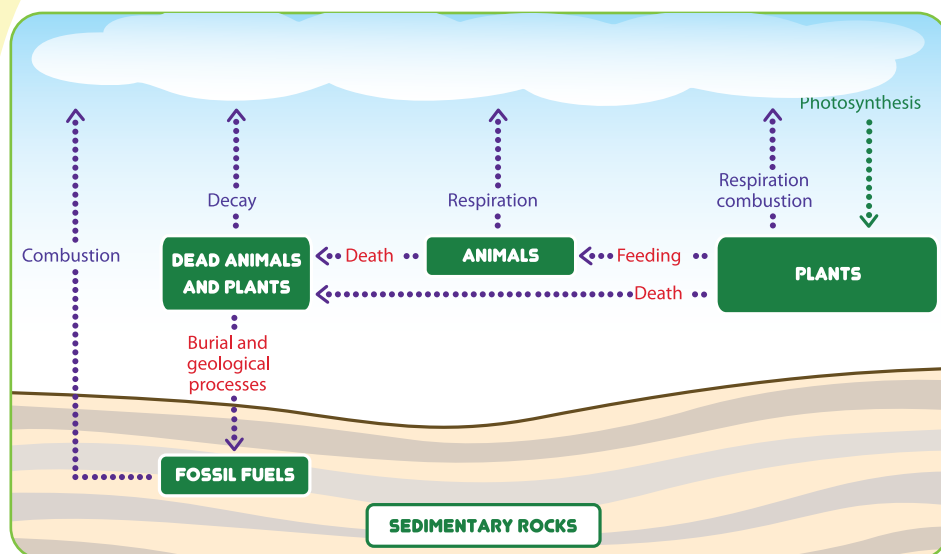 Photosynthesis
Decay
Respiration
Respiration
combustion
Combustion
DEAD ANIMALS
AND PLANTS
Death
ANIMALS
Feeding
PLANTS
Death
Burial and
geological
processes
FOSSIL FUELS
SEDIMENTARY ROCKS